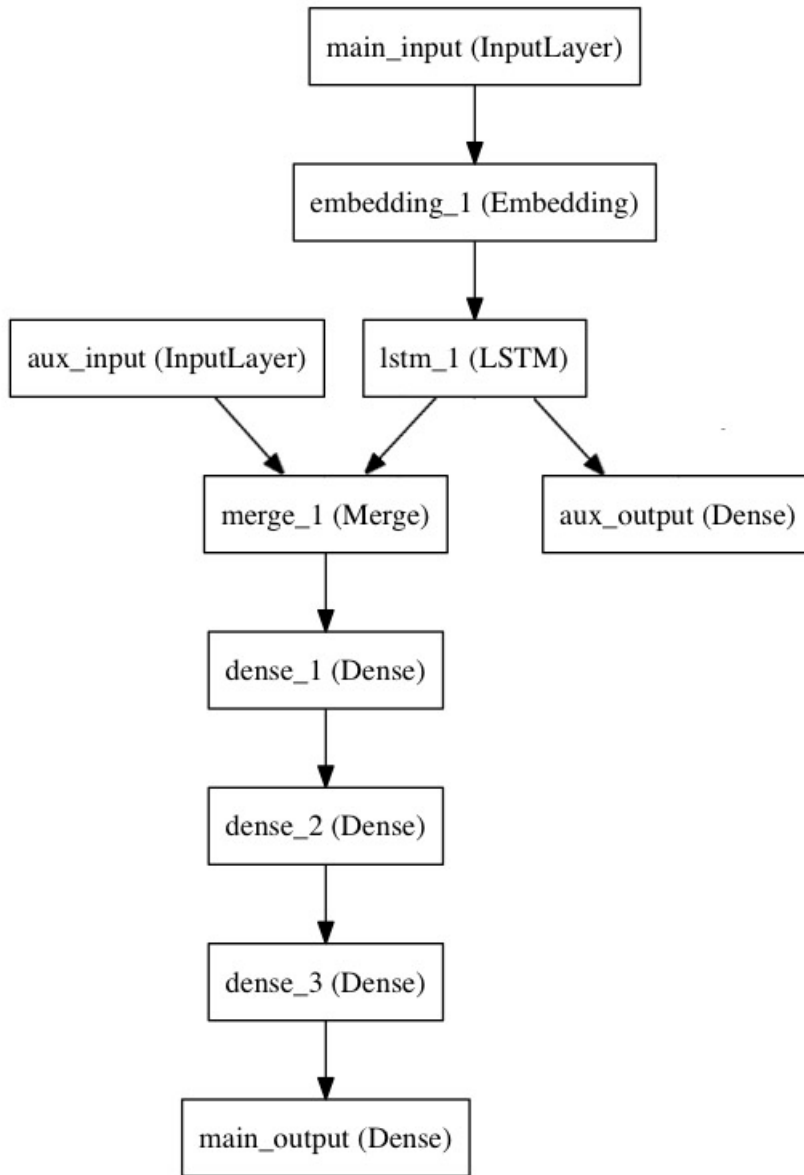 main_input (InputLayer)
embedding_1 (Embedding)
aux_input (InputLayer)
lstm_1 (LSTM)
merge_1 (Merge)
aux_output (Dense)
dense_1 (Dense)
dense_2 (Dense)
dense_3 (Dense)
main_output (Dense)